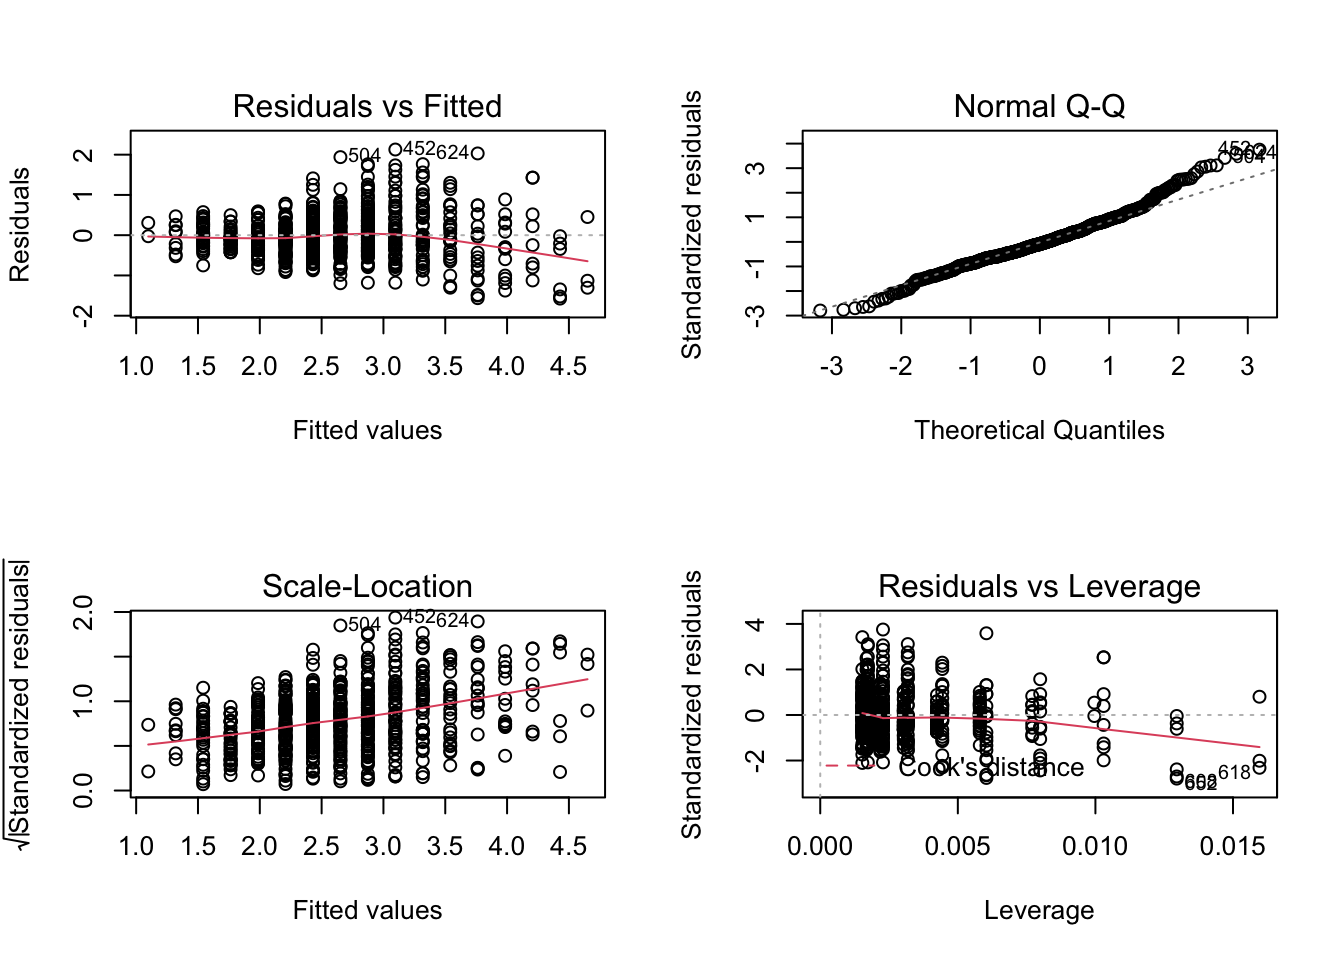 Residuals vs Fitted
Residuals
2
1
0
-2
504
452
624
1.0 1.5 2.0 2.5 3.0 3.5 4.0 4.5
Fitted values
Normal Q-Q
Standardized residuals
3
1
-1
-3
452
624
504
-3 -2 -1 0 1 2 3
Theoretical Quantiles
Scale-Location
√|Standardized residuals|
2.0
1.0
0.0
504
452
624
1.0 1.5 2.0 2.5 3.0 3.5 4.0 4.5
Fitted values
Residuals vs Leverage
Standardized residuals
4
2
0
-2
Cook's distance
618
602
0.000 0.005 0.010 0.015
Leverage